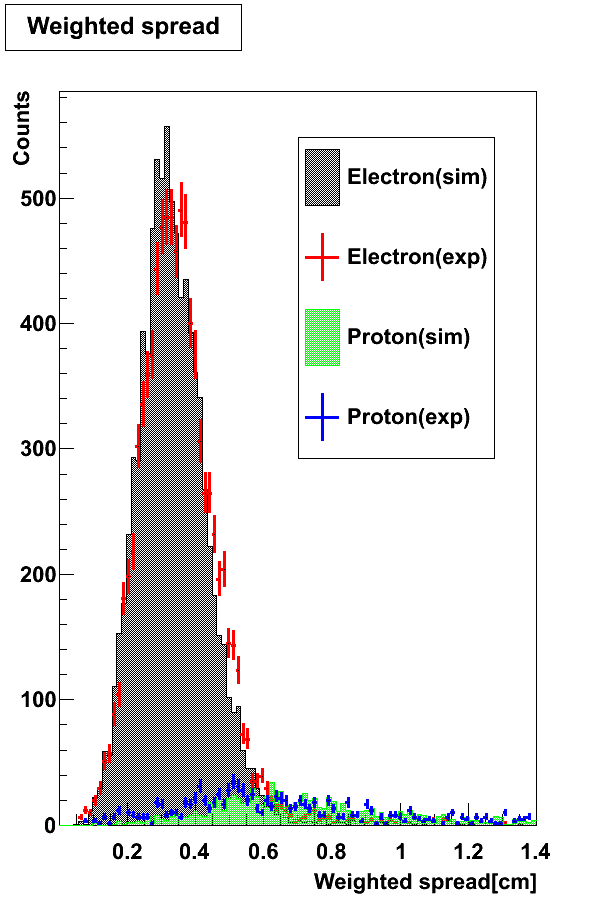 Weighted spread
Counts
500
400
300
200
100
0
Electron(sim)
Electron(exp)
Proton(sim)
Proton(exp)
0.2 0.4 0.6 0.8 1 1.2 1.4
Weighted spread[cm]